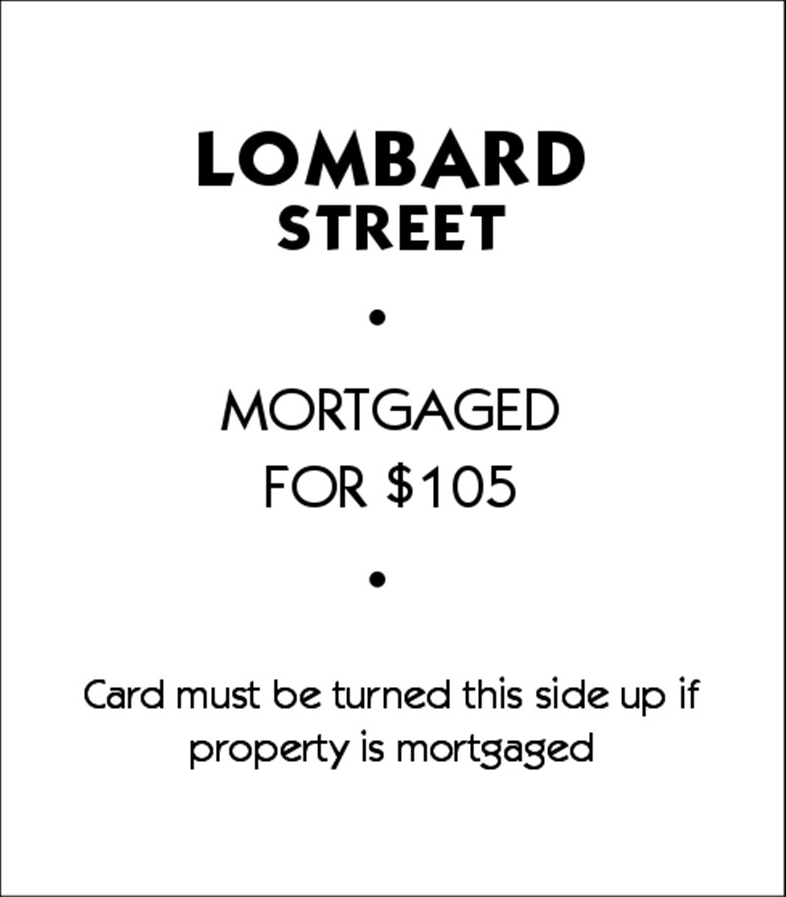 LOMBARD
STREET
•
MORTGAGED
FOR $105
•
Card must be turned this side up if
property is mortgaged